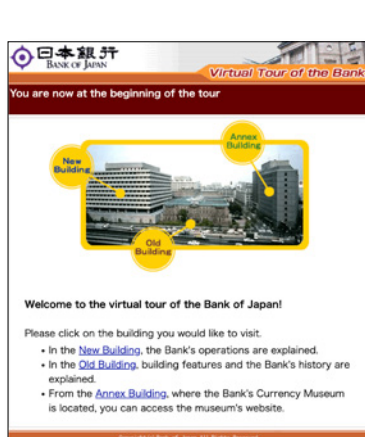 日本銀行
BANK OF JAPAN
Virtual Tour of the Bank
You are now at the beginning of the tour
Annex
Building
New
Building
Old
Building
Welcome to the virtual tour of the Bank of Japan!
Please click on the building you would like to visit.
• In the New Building, the Bank's operations are explained.
• In the Old Building, building features and the Bank's history are
explained.
• From the Annex Building, where the Bank's Currency Museum
is located, you can access the museum's website.